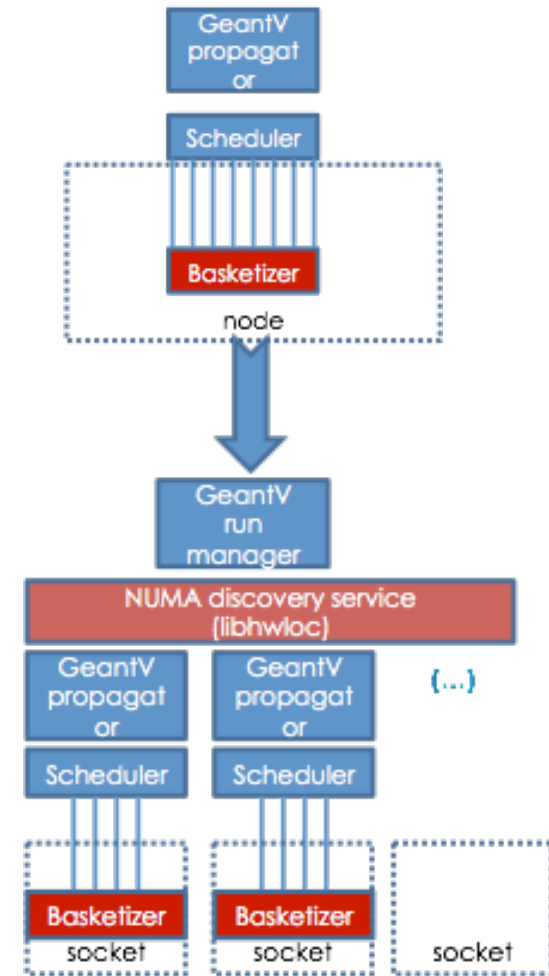 GeantV
propagat
or
Scheduler
Basketizer
node
GeantV
run
manager
NUMA discovery service
(libhwloc)
GeantV
propagat
or
GeantV
propagat
or
(...)
Scheduler
Scheduler
Basketizer
Basketizer
socket
socket
socket